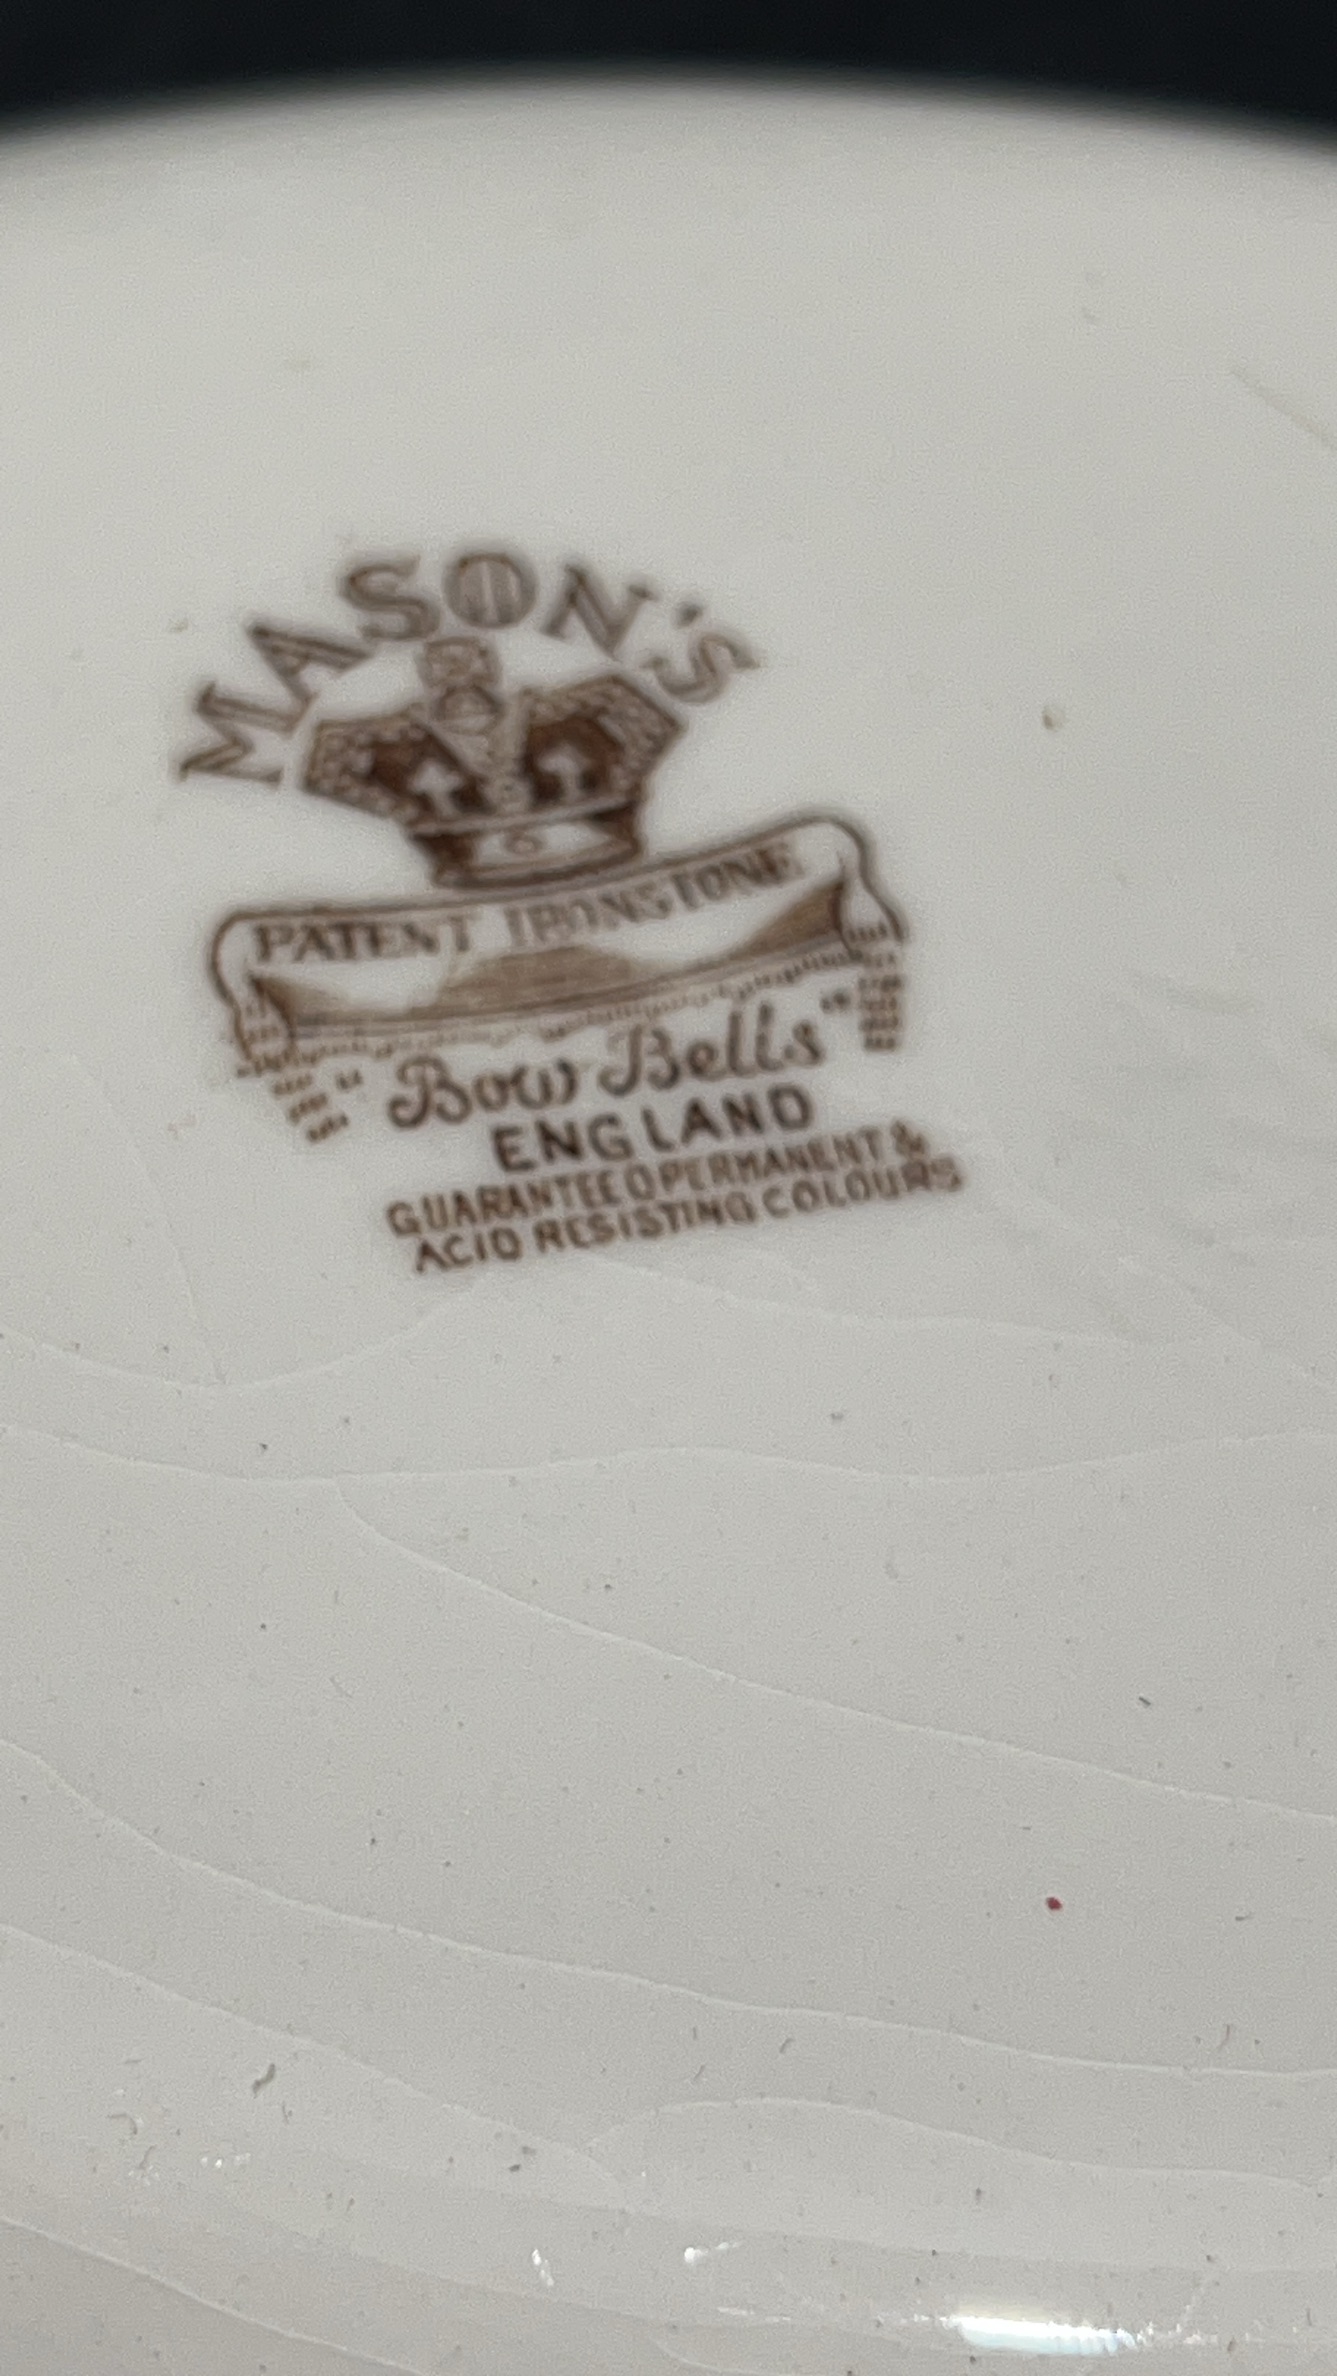 MASON'S
PATENT IRONSTONE
Bow Bells
ENGLAND
GUARANTEED PERMANENT &
ACID RESISTING COLOURS